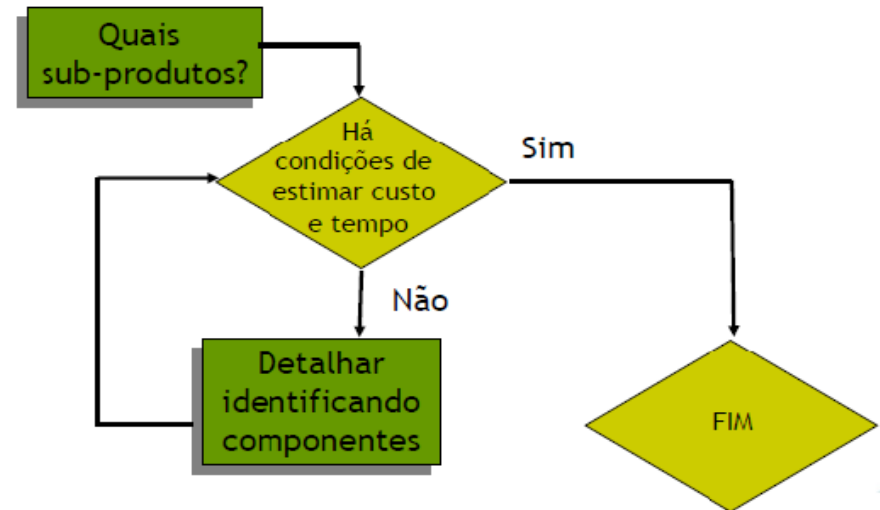 Quais
sub-produtos?
Há
condições de
estimar custo
e tempo
Sim
Não
Detalhar
identificando
componentes
FIM